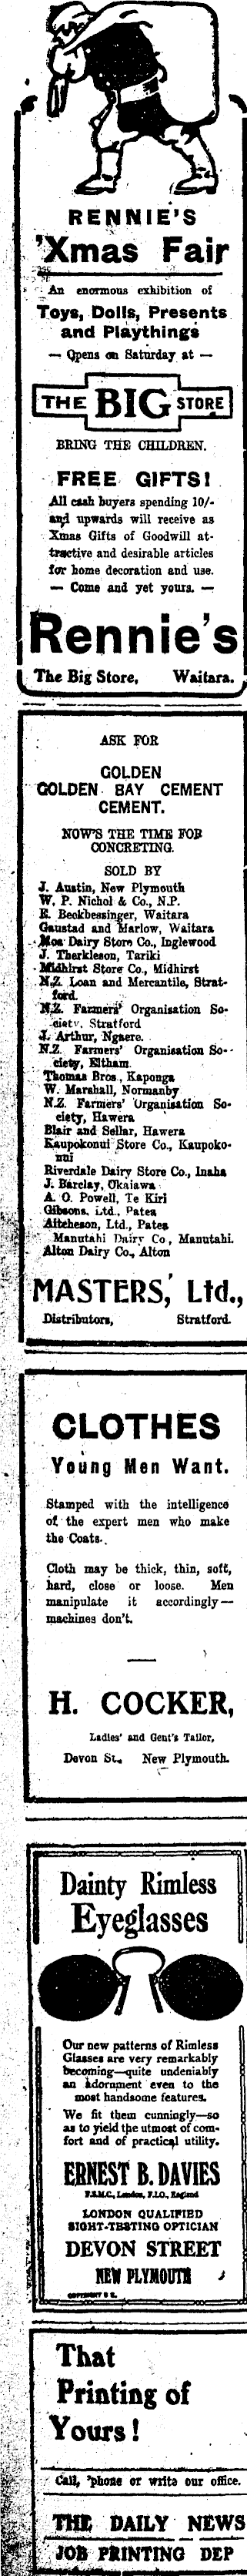 RENNIE'S
'Xmas Fair
An enormous exhibition of
Toys, Dolls, Presents
and Playthings
— Opens on Saturday at —
THE BIG STORE
BRING THE CHILDREN.
FREE GIFTS!
All cash buyers spending 10/-
and upwards will receive as
Xmas Gifts of Goodwill at-
tractive and desirable articles
for home decoration and use.
— Come and yet yours. —
Rennie's
The Big Store, Waitara.
ASK FOR
GOLDEN
GOLDEN BAY CEMENT
CEMENT.
NOW'S THE TIME FOR
CONCRETING.
SOLD BY
J. Austin, New Plymouth
W. P. Nichol & Co., N.P.
E. Beckbessinger, Waitara
Gaustad and Marlow, Waitara
Moa Dairy Store Co., Inglewood
J. Therkleson, Tariki
Midhirst Store Co., Midhirst
N.Z. Loan and Mercantile, Strat-
ford.
N.Z. Farmers' Organisation So-
ciety, Stratford
J. Arthur, Ngaere.
N.Z. Farmers' Organisation So-
ciety, Eltham.
Thomas Bros., Kaponga
W. Marshall, Normanby
N.Z. Farmers' Organisation So-
ciety, Hawera
Blair and Sellar, Hawera
Kaupokonui Store Co., Kaupoko-
nui
Riverdale Dairy Store Co., Inaha
J. Barclay, Okaiawa
A. O. Powell, Te Kiri
Gibsons, Ltd., Patea
Aitcheson, Ltd., Patea
Manutahi Dairy Co, Manutahi.
Alton Dairy Co., Alton
MASTERS, Ltd.,
Distributors, Stratford.
CLOTHES
Young Men Want.
Stamped with the intelligence
of the expert men who make
the Coats.
Cloth may be thick, thin, soft,
hard, close or loose. Men
manipulate it accordingly—
machines don't.
H. COCKER,
Ladies' and Gent's Tailor,
Devon St., New Plymouth.
Dainty Rimless
Eyeglasses
Our new patterns of Rimless
Glasses are very remarkably
becoming—quite undeniably
an adornment even to the
most handsome features.
We fit them cunningly—so
as to yield the utmost of com-
fort and of practical utility.
ERNEST B. DAVIES
F.S.M.C., London, F.I.O., England
LONDON QUALIFIED
SIGHT-TESTING OPTICIAN
DEVON STREET
NEW PLYMOUTH
That
Printing of
Yours!
Call, 'phone or write our office.
THE DAILY NEWS
JOB PRINTING DEP